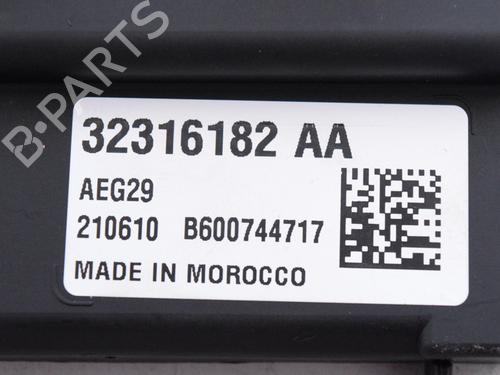 B-PARTS
32316182 AA
AEG29
210610 B600744717
MADE IN MOROCCO